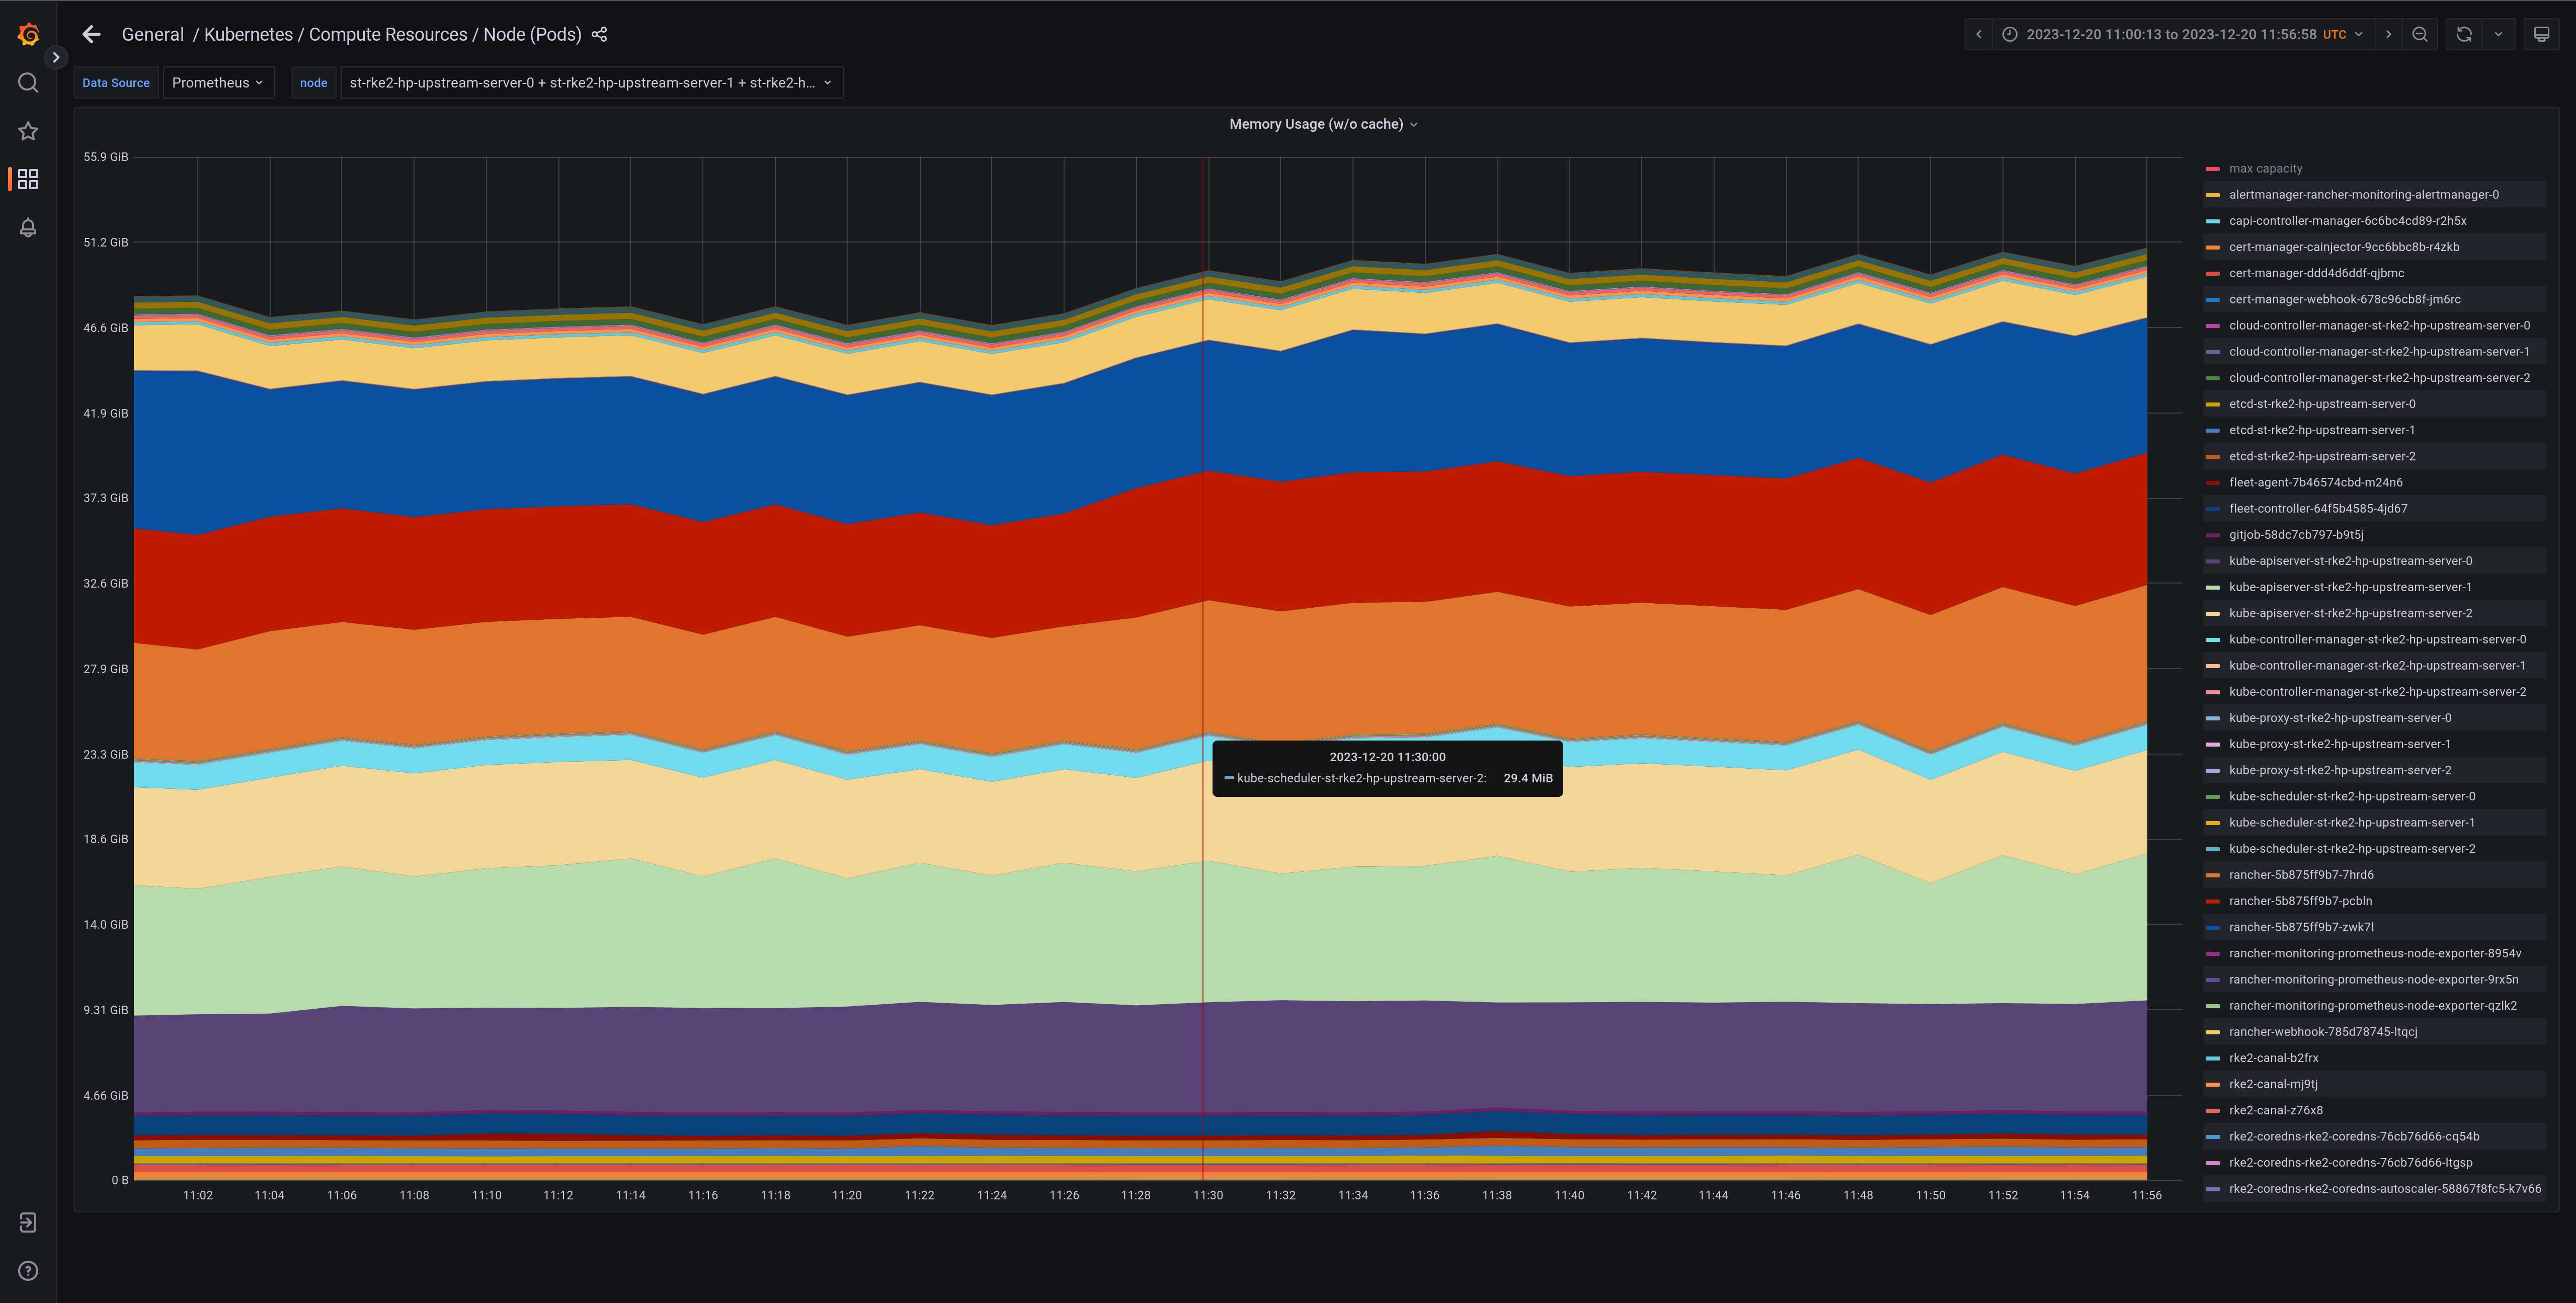 General / Kubernetes / Compute Resources / Node (Pods)
2023-12-20 11:00:13 to 2023-12-20 11:56:58 UTC
Data Source
Prometheus
node
st-rke2-hp-upstream-server-0 + st-rke2-hp-upstream-server-1 + st-rke2-h...
Memory Usage (w/o cache)
55.9 GiB
51.2 GiB
46.6 GiB
41.9 GiB
37.3 GiB
32.6 GiB
27.9 GiB
23.3 GiB
18.6 GiB
14.0 GiB
9.31 GiB
4.66 GiB
0 B
2023-12-20 11:30:00
kube-scheduler-st-rke2-hp-upstream-server-2: 29.4 MiB
11:02 11:04 11:06 11:08 11:10 11:12 11:14 11:16 11:18 11:20 11:22 11:24 11:26 11:28 11:30 11:32 11:34 11:36 11:38 11:40 11:42 11:44 11:46 11:48 11:50 11:52 11:54 11:56
max capacity
alertmanager-rancher-monitoring-alertmanager-0
capi-controller-manager-6c6bc4cd89-r2h5x
cert-manager-cainjector-9cc6bbc8b-r4zkb
cert-manager-ddd4d6ddf-qjbmc
cert-manager-webhook-678c96cb8f-jm6rc
cloud-controller-manager-st-rke2-hp-upstream-server-0
cloud-controller-manager-st-rke2-hp-upstream-server-1
cloud-controller-manager-st-rke2-hp-upstream-server-2
etcd-st-rke2-hp-upstream-server-0
etcd-st-rke2-hp-upstream-server-1
etcd-st-rke2-hp-upstream-server-2
fleet-agent-7b46574cbd-m24n6
fleet-controller-64f5b4585-4jd67
gitjob-58dc7cb797-b9t5j
kube-apiserver-st-rke2-hp-upstream-server-0
kube-apiserver-st-rke2-hp-upstream-server-1
kube-apiserver-st-rke2-hp-upstream-server-2
kube-controller-manager-st-rke2-hp-upstream-server-0
kube-controller-manager-st-rke2-hp-upstream-server-1
kube-controller-manager-st-rke2-hp-upstream-server-2
kube-proxy-st-rke2-hp-upstream-server-0
kube-proxy-st-rke2-hp-upstream-server-1
kube-proxy-st-rke2-hp-upstream-server-2
kube-scheduler-st-rke2-hp-upstream-server-0
kube-scheduler-st-rke2-hp-upstream-server-1
kube-scheduler-st-rke2-hp-upstream-server-2
rancher-5b875ff9b7-7hrd6
rancher-5b875ff9b7-pcbln
rancher-5b875ff9b7-zwk7l
rancher-monitoring-prometheus-node-exporter-8954v
rancher-monitoring-prometheus-node-exporter-9rx5n
rancher-monitoring-prometheus-node-exporter-qzlk2
rancher-webhook-785d78745-ltqcj
rke2-canal-b2frx
rke2-canal-mj9tj
rke2-canal-z76x8
rke2-coredns-rke2-coredns-76cb76d66-cq54b
rke2-coredns-rke2-coredns-76cb76d66-ltgsp
rke2-coredns-rke2-coredns-autoscaler-58867f8fc5-k7v66